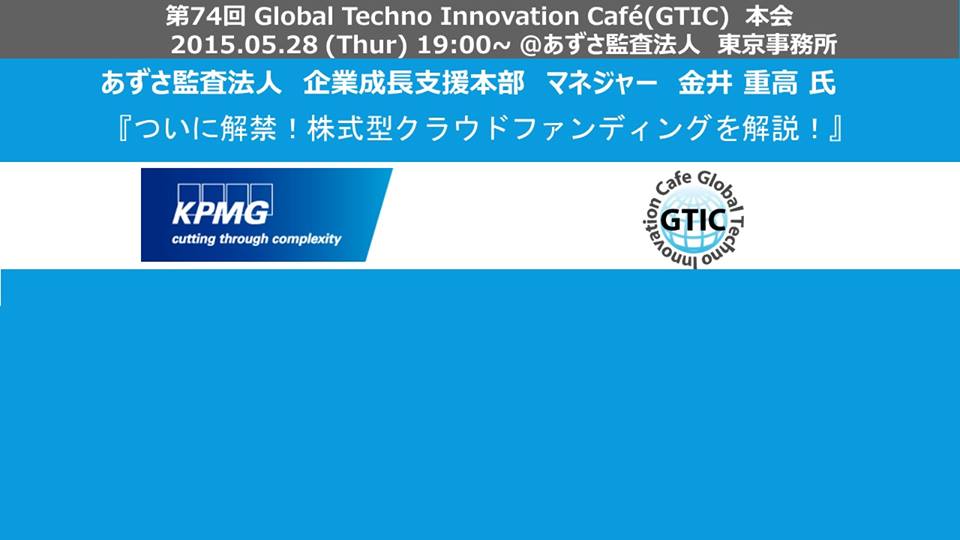 第74回 Global Techno Innovation Café(GTIC) 本会
2015.05.28 (Thur) 19:00~ @あずさ監査法人 東京事務所
あずさ監査法人 企業成長支援本部 マネジャー 金井 重高 氏
『ついに解禁！株式型クラウドファンディングを解説！』
KPMG
cutting through complexity
Innovation Cafe Global Techno
GTIC